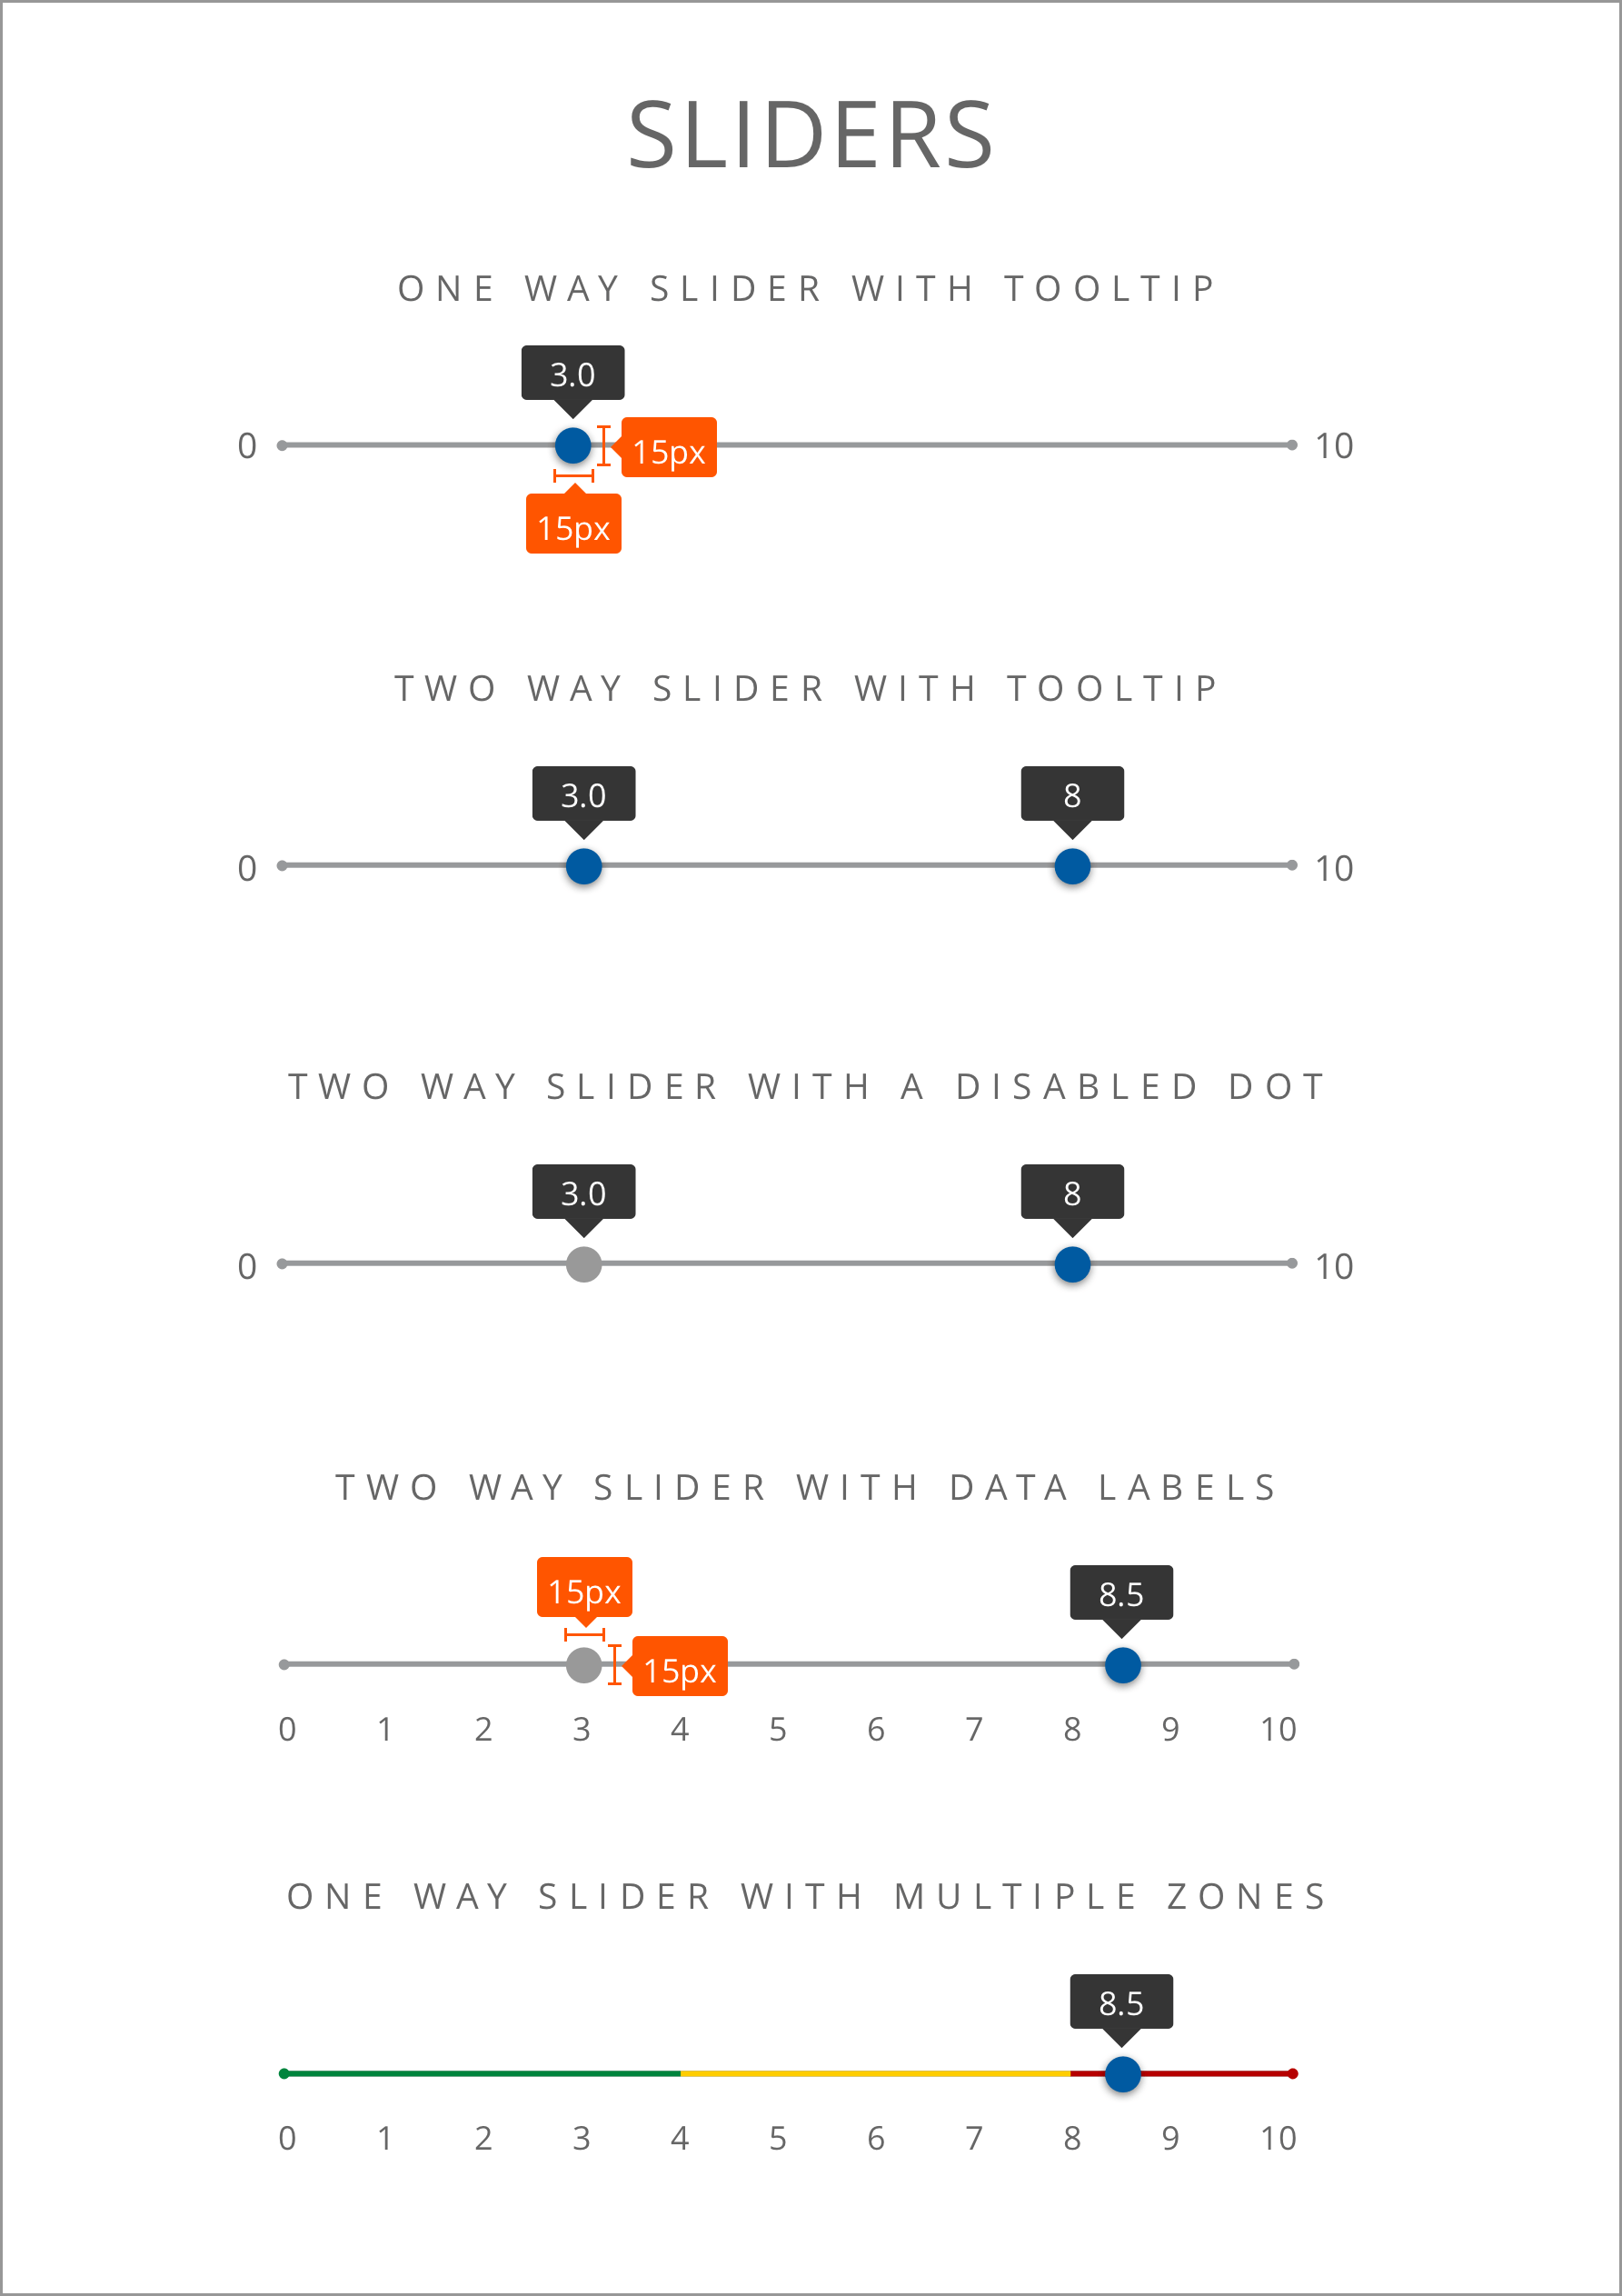 SLIDERS
ONE WAY SLIDER WITH TOOLTIP
3.0
0 15px 10
15px
TWO WAY SLIDER WITH TOOLTIP
3.0 8
0 10
TWO WAY SLIDER WITH A DISABLED DOT
3.0 8
0 10
TWO WAY SLIDER WITH DATA LABELS
15px 8.5
15px
0 1 2 3 4 5 6 7 8 9 10
ONE WAY SLIDER WITH MULTIPLE ZONES
8.5
0 1 2 3 4 5 6 7 8 9 10